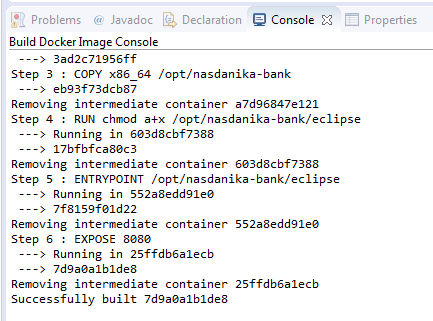 Problems @ Javadoc Declaration Console Properties
Build Docker Image Console
---> 3ad2c71956ff
Step 3 : COPY x86_64 /opt/nasdanika-bank
---> eb93f73dcb87
Removing intermediate container a7d96847e121
Step 4 : RUN chmod a+x /opt/nasdanika-bank/eclipse
---> Running in 603d8cbf7388
---> 17bfbfca80c3
Removing intermediate container 603d8cbf7388
Step 5 : ENTRYPOINT /opt/nasdanika-bank/eclipse
---> Running in 552a8edd91e0
---> 7f8159f01d22
Removing intermediate container 552a8edd91e0
Step 6 : EXPOSE 8080
---> Running in 25ffdb6a1ecb
---> 7d9a0a1b1de8
Removing intermediate container 25ffdb6a1ecb
Successfully built 7d9a0a1b1de8